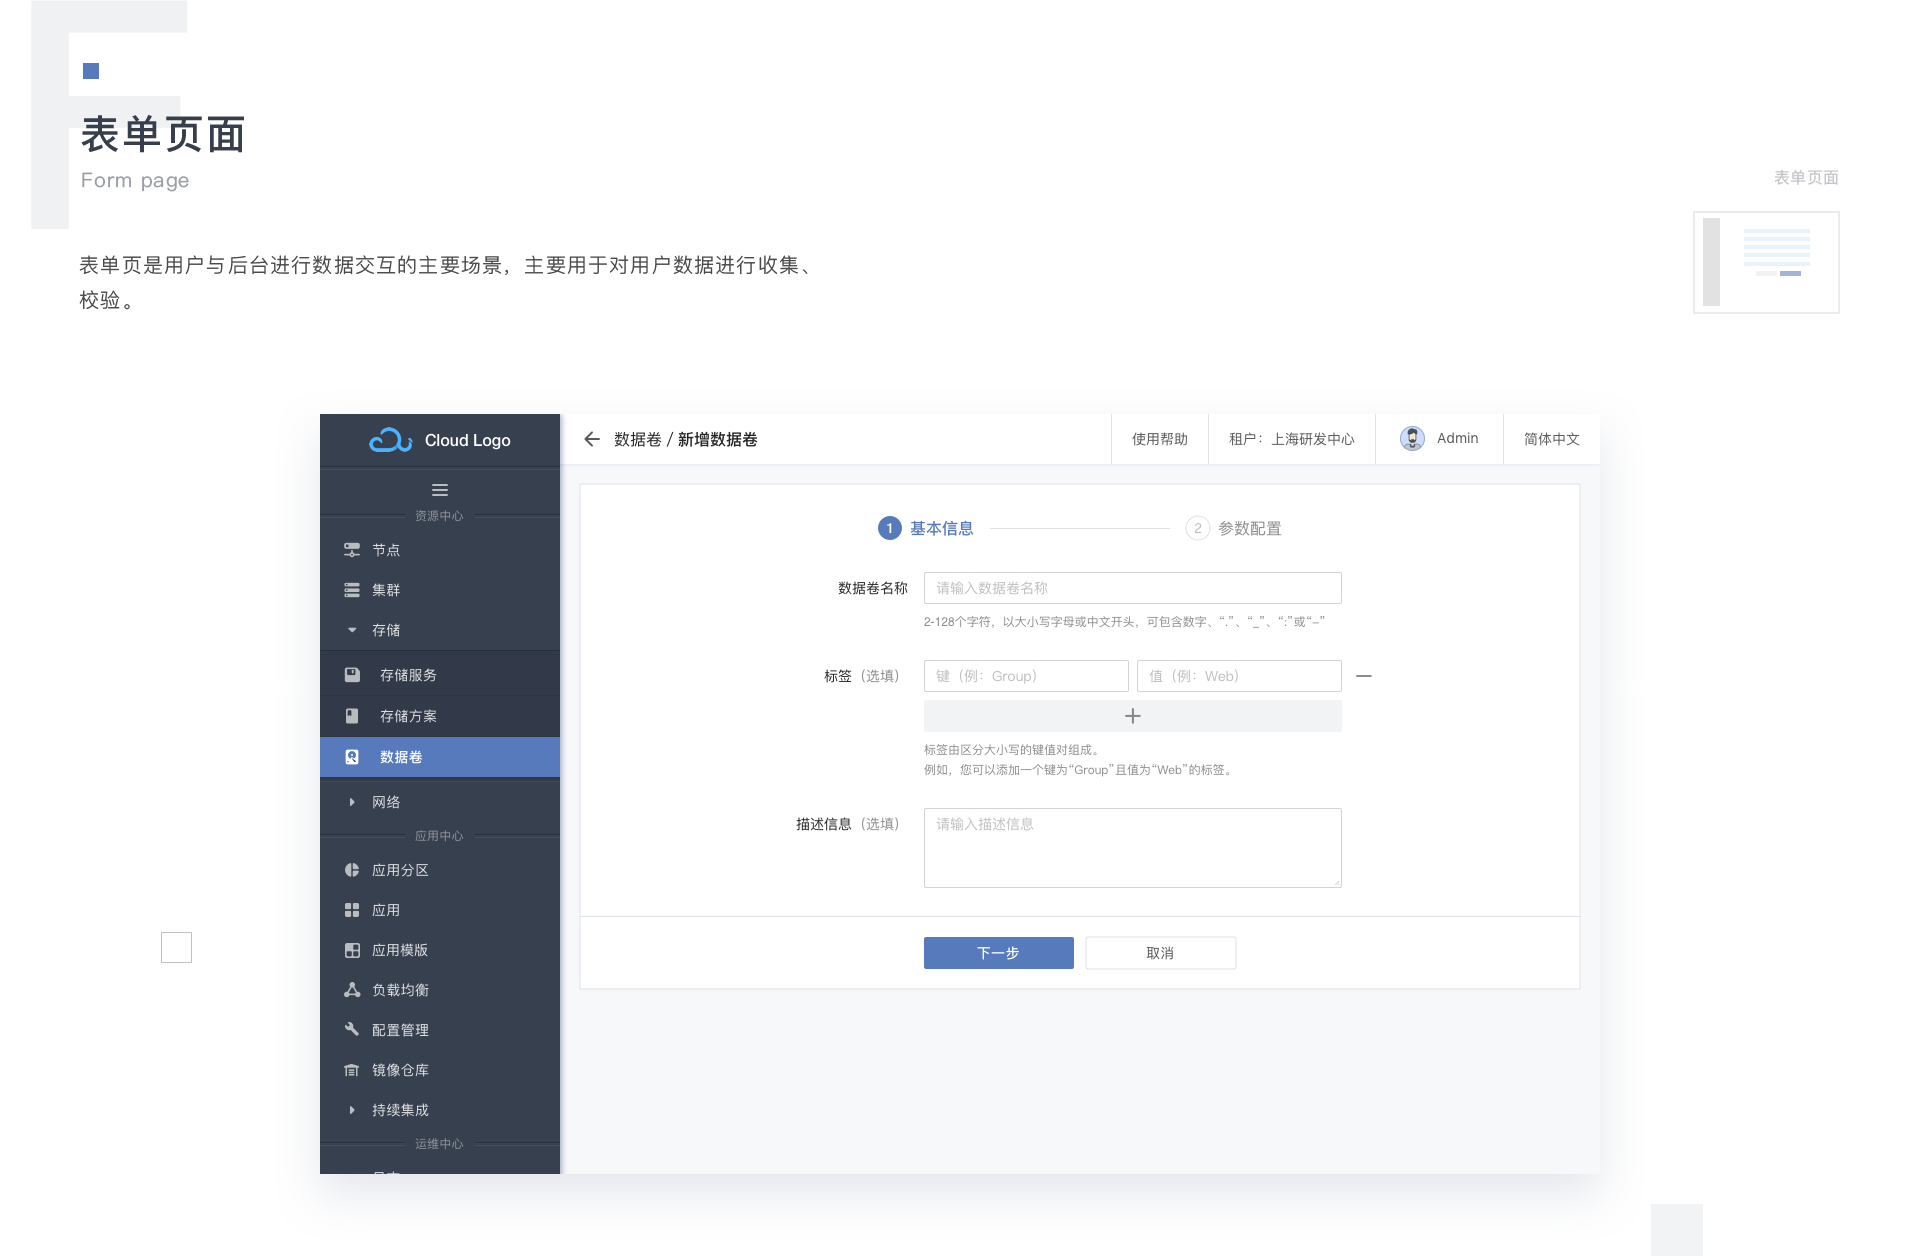 表单页面
Form page
表单页面
表单页是用户与后台进行数据交互的主要场景，主要用于对用户数据进行收集、
校验。
Cloud Logo
数据卷 / 新增数据卷
使用帮助
租户：上海研发中心
Admin
简体中文
资源中心
节点
集群
存储
存储服务
存储方案
数据卷
网络
应用中心
应用分区
应用
应用模版
负载均衡
配置管理
镜像仓库
持续集成
运维中心
1 基本信息
2 参数配置
数据卷名称
请输入数据卷名称
2-128个字符，以大小写字母或中文开头，可包含数字、“.”、“_”、“:”或“-”
标签（选填）
键（例：Group）
值（例：Web）
标签由区分大小写的键值对组成。
例如，您可以添加一个键为“Group”且值为“Web”的标签。
描述信息（选填）
请输入描述信息
下一步
取消